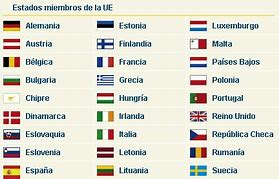 Estados miembros de la UE
Alemania Estonia Luxemburgo
Austria Finlandia Malta
Bélgica Francia Países Bajos
Bulgaria Grecia Polonia
Chipre Hungría Portugal
Dinamarca Irlanda Reino Unido
Eslovaquia Italia República Checa
Eslovenia Letonia Rumanía
España Lituania Suecia